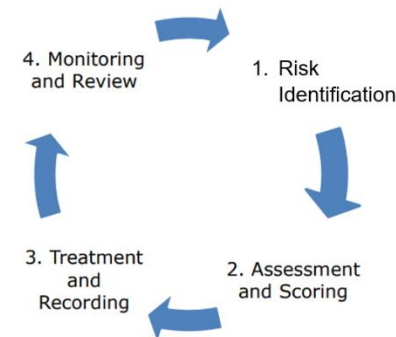 4. Monitoring
and Review
1. Risk
Identification
3. Treatment
and
Recording
2. Assessment
and Scoring